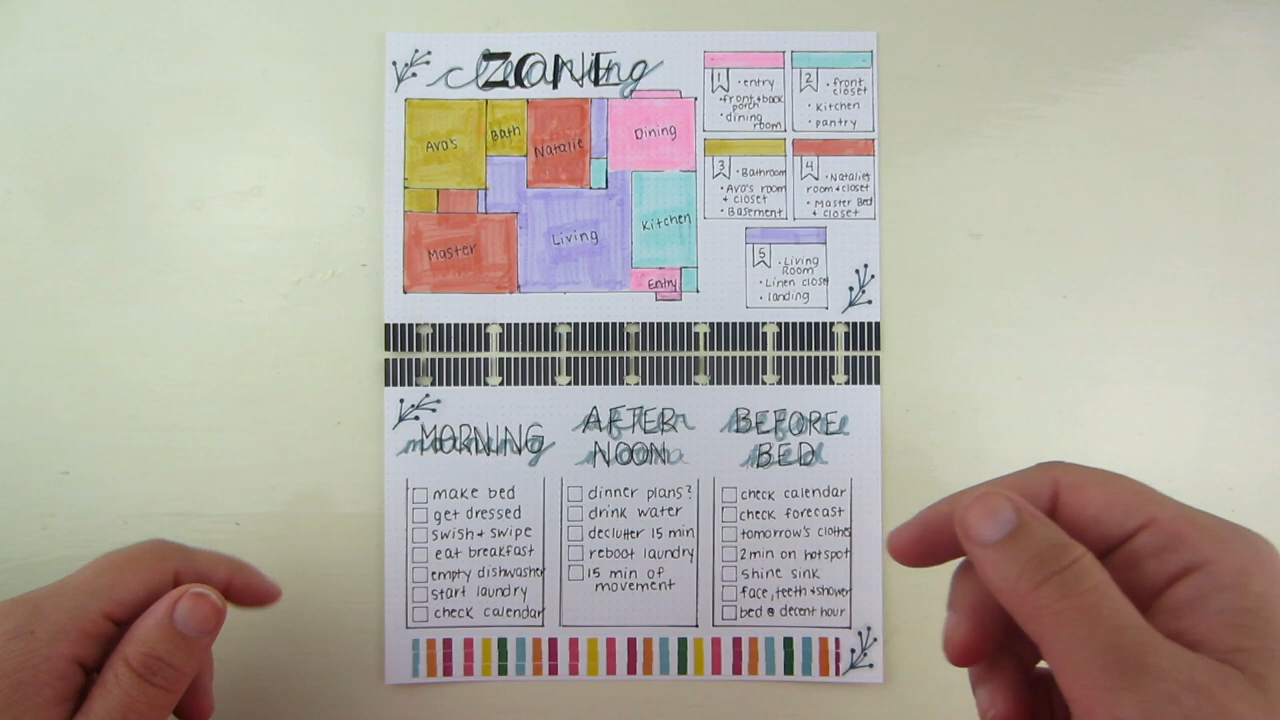 ZONE
cleaning
Ava's
Bath
Natalie
Dining
Living
Kitchen
Master
Entry
1
• entry
• front + back
porch
• dining
room
2
• front
closet
• Kitchen
• pantry
3
• Bathroom
• Ava's room
+ closet
• Basement
4
• Natalie's
room + closet
• Master Bed
+ closet
5
• Living
Room
• Linen closet
• landing
MORNING
morning
make bed
get dressed
swish + swipe
eat breakfast
empty dishwasher
start laundry
check calendar
AFTER
NOON
dinner plans?
drink water
declutter 15 min
reboot laundry
15 min of
movement
BEFORE
BED
check calendar
check forecast
tomorrow's clothes
2 min on hotspot
shine sink
face, teeth + shower
bed @ decent hour